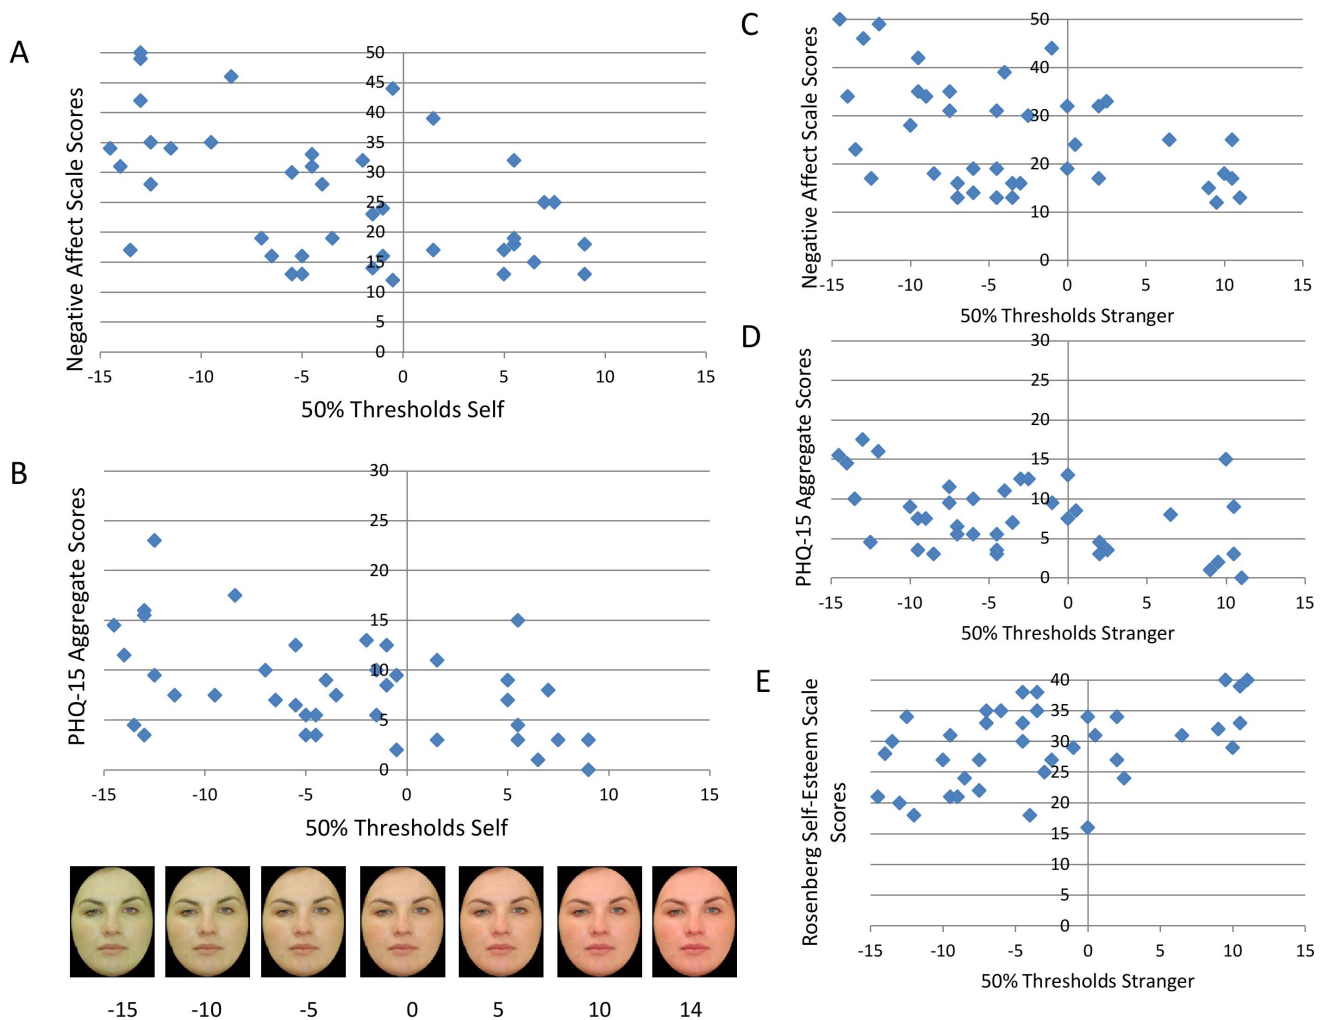 A
Negative Affect Scale Scores
50
45
40
35
30
25
20
15
10
5
0
-15 -10 -5 0 5 10 15
50% Thresholds Self
B
PHQ-15 Aggregate Scores
30
25
20
15
10
5
0
-15 -10 -5 0 5 10 15
50% Thresholds Self
-15 -10 -5 0 5 10 14
C
Negative Affect Scale Scores
50
40
30
20
10
0
-15 -10 -5 0 5 10 15
50% Thresholds Stranger
D
PHQ-15 Aggregate Scores
30
25
20
15
10
5
0
-15 -10 -5 0 5 10 15
50% Thresholds Stranger
E
Rosenberg Self-Esteem Scale
Scores
40
35
30
25
20
15
10
5
0
-15 -10 -5 0 5 10 15
50% Thresholds Stranger